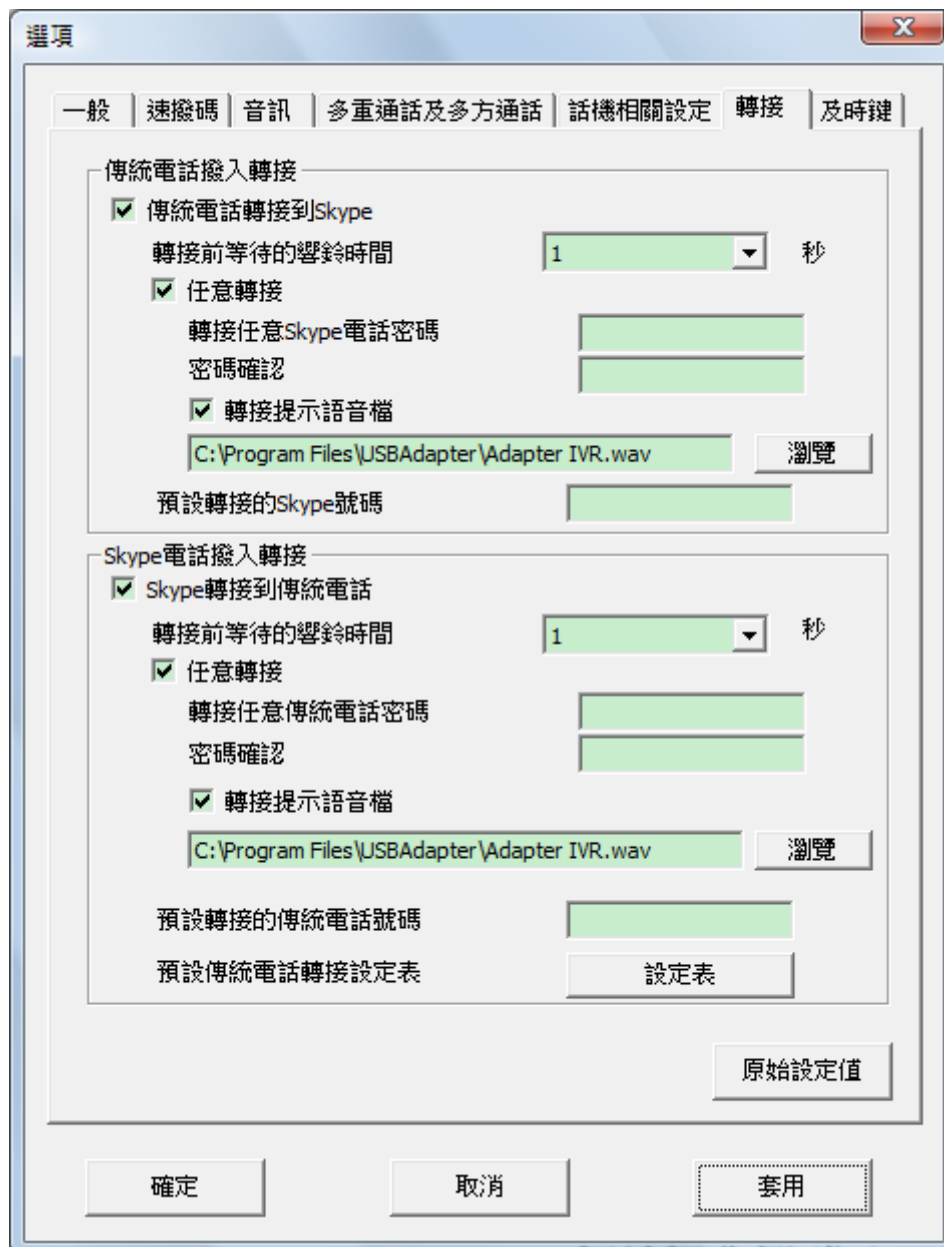 選項
一般 速撥碼 音訊 多重通話及多方通話 話機相關設定 轉接 及時鍵
傳統電話撥入轉接
傳統電話轉接到Skype
轉接前等待的響鈴時間 1 秒
任意轉接
轉接任意Skype電話密碼
密碼確認
轉接提示語音檔
C:\Program Files\USBAdapter\Adapter IVR.wav 瀏覽
預設轉接的Skype號碼
Skype電話撥入轉接
Skype轉接到傳統電話
轉接前等待的響鈴時間 1 秒
任意轉接
轉接任意傳統電話密碼
密碼確認
轉接提示語音檔
C:\Program Files\USBAdapter\Adapter IVR.wav 瀏覽
預設轉接的傳統電話號碼
預設傳統電話轉接設定表 設定表
原始設定值
確定 取消 套用